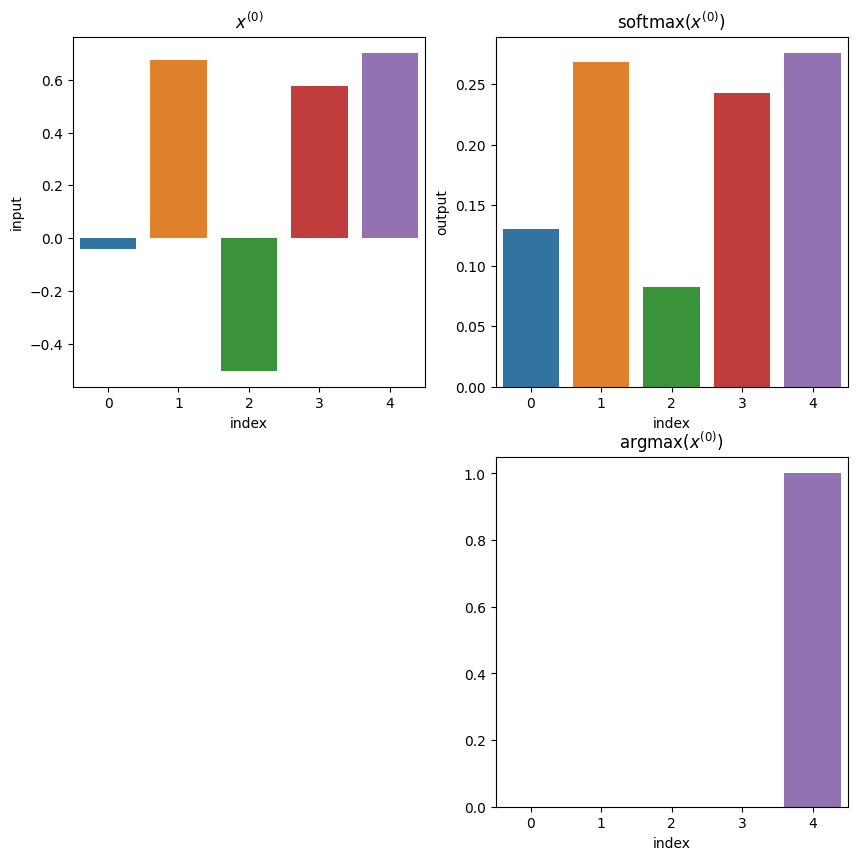 $x^{(0)}$
input
0.6
0.4
0.2
0.0
−0.2
−0.4
0 1 2 3 4
index
softmax($x^{(0)}$)
output
0.25
0.20
0.15
0.10
0.05
0.00
0 1 2 3 4
index
argmax($x^{(0)}$)
1.0
0.8
0.6
0.4
0.2
0.0
0 1 2 3 4
index